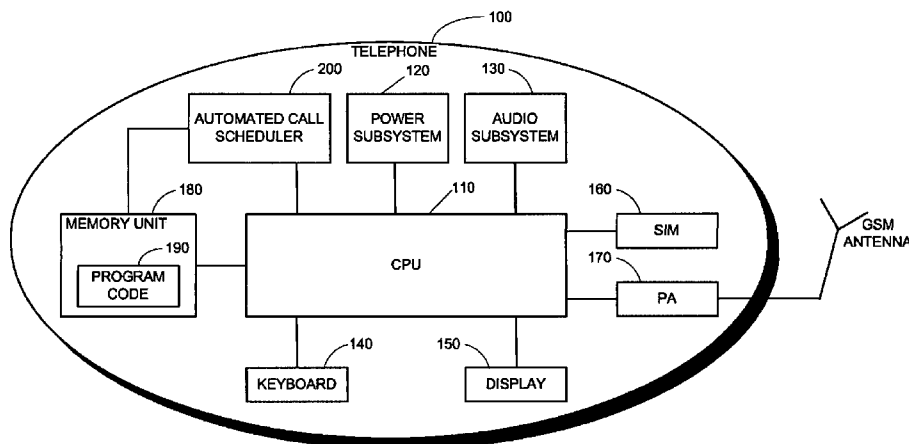 100
TELEPHONE
200
120
130
AUTOMATED CALL
SCHEDULER
POWER
SUBSYSTEM
AUDIO
SUBSYSTEM
180
110
160
MEMORY UNIT
SIM
GSM
ANTENNA
190
170
PROGRAM
CODE
CPU
PA
140
150
KEYBOARD
DISPLAY